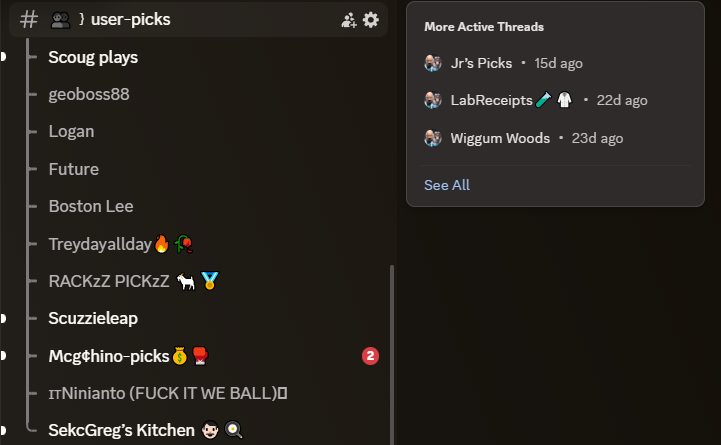 # 👥 } user-picks
Scoug plays
geoboss88
Logan
Future
Boston Lee
Treydayallday🔥🥀
RACKzZ PICKzZ 🐐🏅
Scuzzieleap
Mcg¢hino-picks💰🥊 2
ɪᴛNinianto (FUCK IT WE BALL)▯
SekcGreg’s Kitchen 👨🏻‍🍳
More Active Threads
Jr’s Picks • 15d ago
LabReceipts🧪🥼 • 22d ago
Wiggum Woods • 23d ago
See All